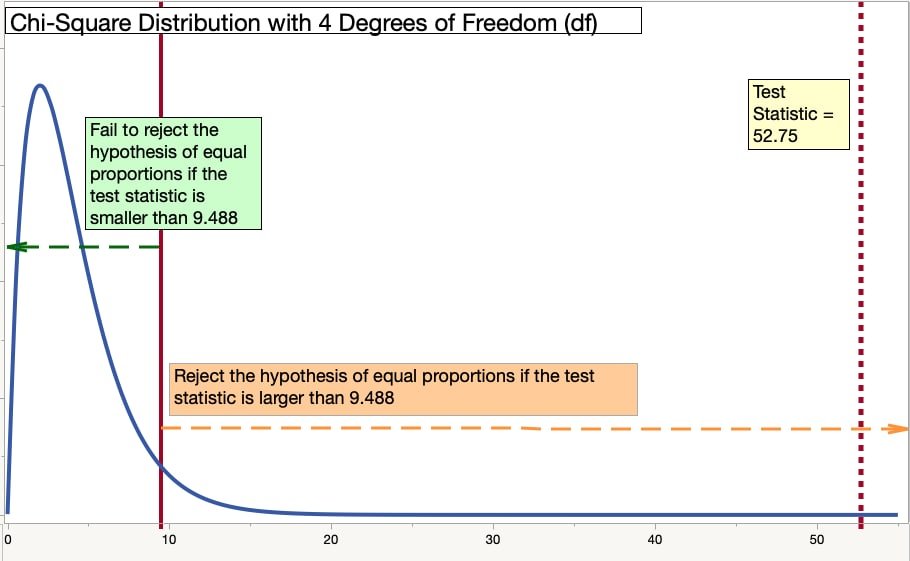 Chi-Square Distribution with 4 Degrees of Freedom (df)
Test
Statistic =
52.75
Fail to reject the
hypothesis of equal
proportions if the
test statistic is
smaller than 9.488
Reject the hypothesis of equal proportions if the test
statistic is larger than 9.488
0 10 20 30 40 50